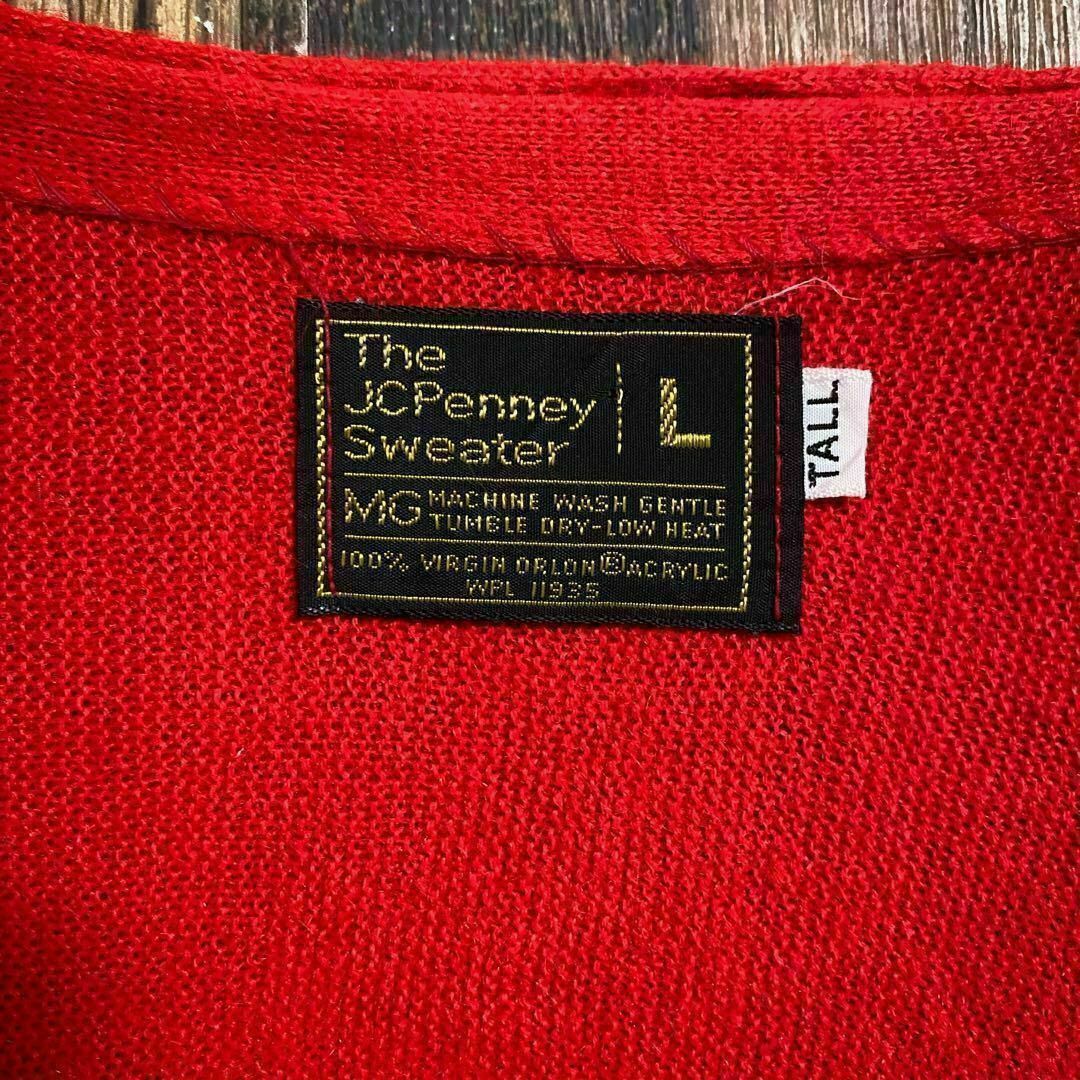 The
JCPenney
Sweater
L
TALL
MG MACHINE WASH GENTLE
TUMBLE DRY-LOW HEAT
100% VIRGIN ORLON® ACRYLIC
WPL 11935